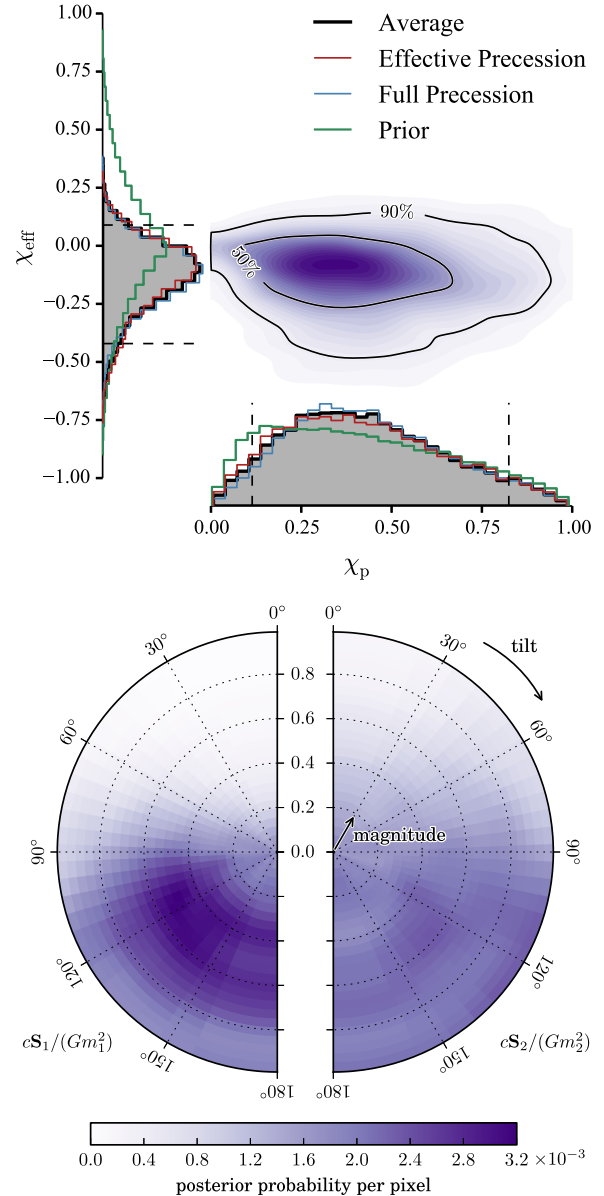 1.00
0.75
0.50
0.25
0.00
−0.25
−0.50
−0.75
−1.00
χeff
Average
Effective Precession
Full Precession
Prior
90%
50%
0.00 0.25 0.50 0.75 1.00
χp
0° 0°
30° 30°
tilt
60° 60°
0.8
0.6
0.4
0.2
0.0
magnitude
90° 90°
120° 120°
150° 150°
180° 180°
cS₁/(Gm₁²) cS₂/(Gm₂²)
0.0 0.4 0.8 1.2 1.6 2.0 2.4 2.8 3.2 ×10⁻³
posterior probability per pixel